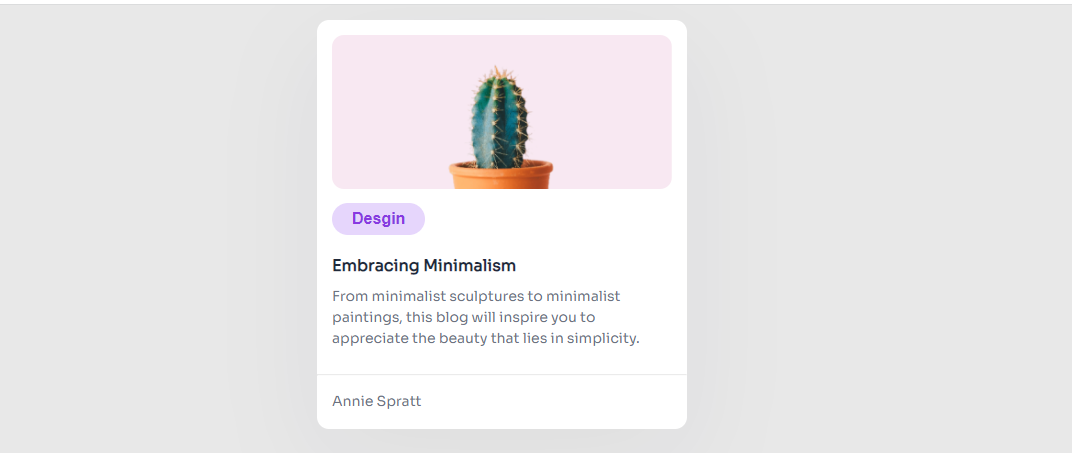 Desgin
Embracing Minimalism
From minimalist sculptures to minimalist
paintings, this blog will inspire you to
appreciate the beauty that lies in simplicity.
Annie Spratt